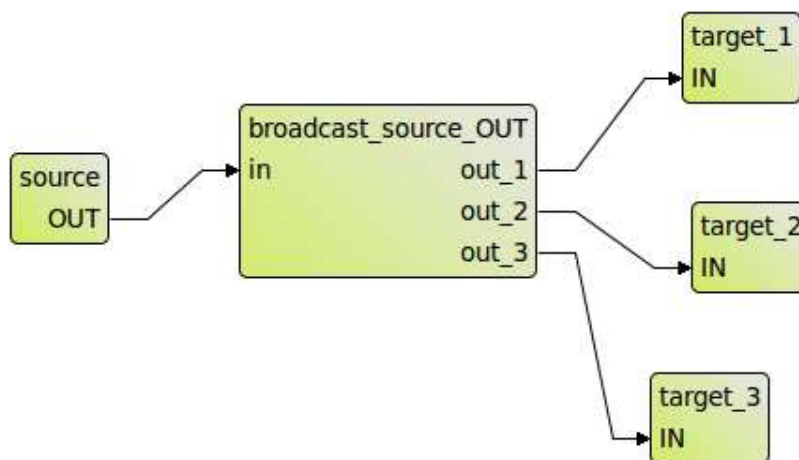 source
OUT
broadcast_source_OUT
in
out_1
out_2
out_3
target_1
IN
target_2
IN
target_3
IN